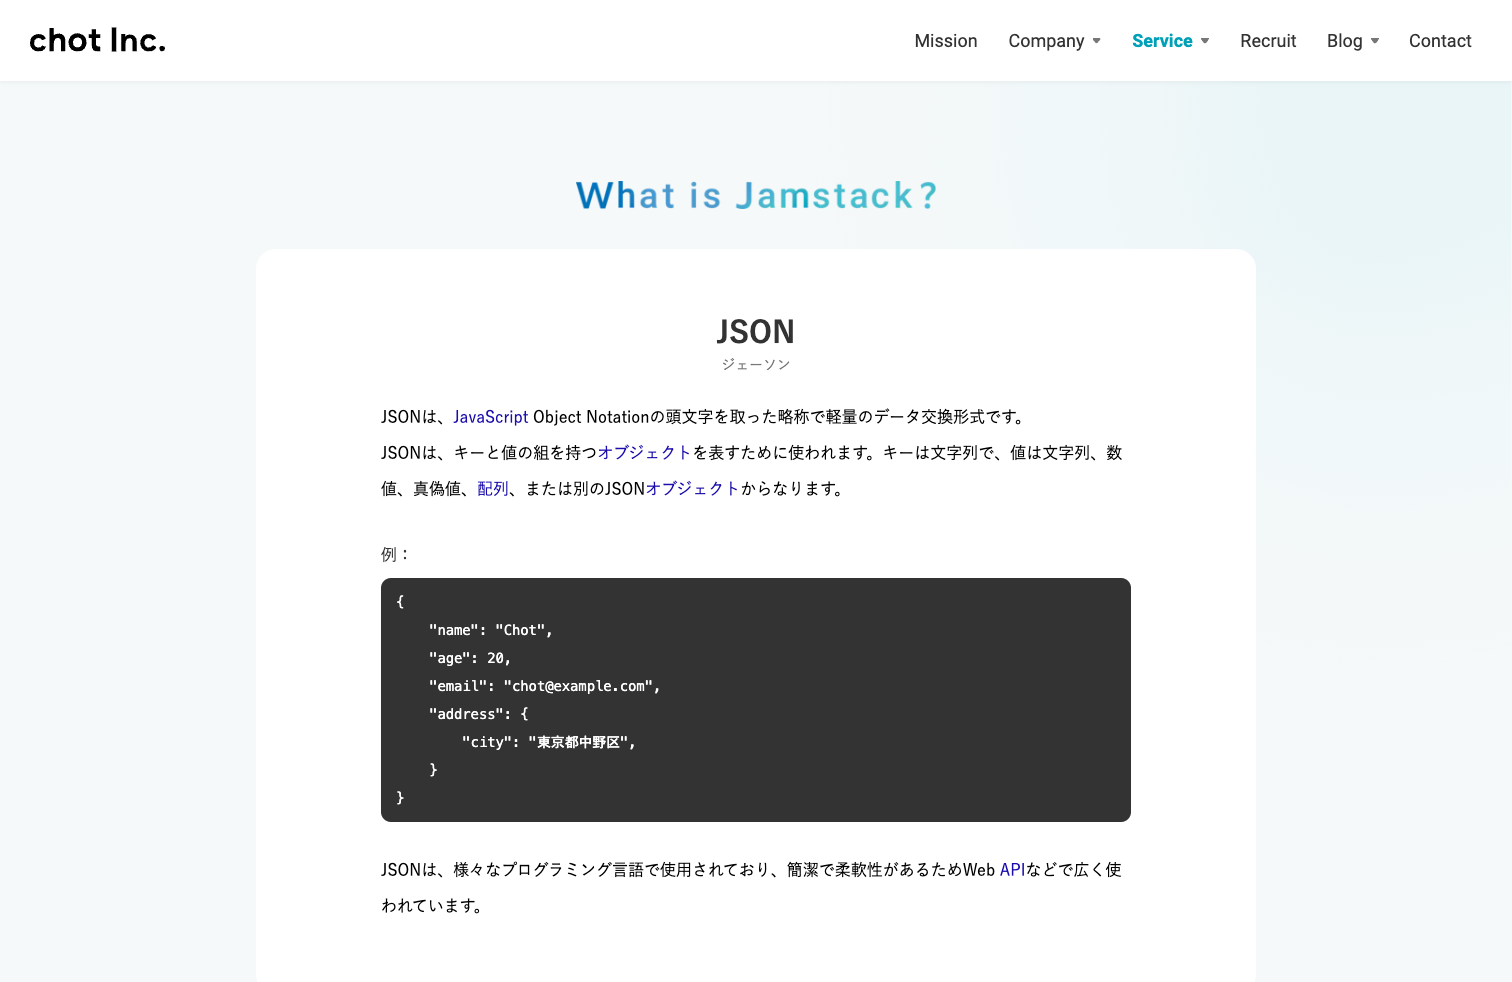 chot Inc.
Mission Company Service Recruit Blog Contact
What is Jamstack?
JSON
ジェーソン
JSONは、JavaScript Object Notationの頭文字を取った略称で軽量のデータ交換形式です。
JSONは、キーと値の組を持つオブジェクトを表すために使われます。キーは文字列で、値は文字列、数
値、真偽値、配列、または別のJSONオブジェクトからなります。
例：
{
    "name": "Chot",
    "age": 20,
    "email": "chot@example.com",
    "address": {
        "city": "東京都中野区",
    }
}
JSONは、様々なプログラミング言語で使用されており、簡潔で柔軟性があるためWeb APIなどで広く使
われています。